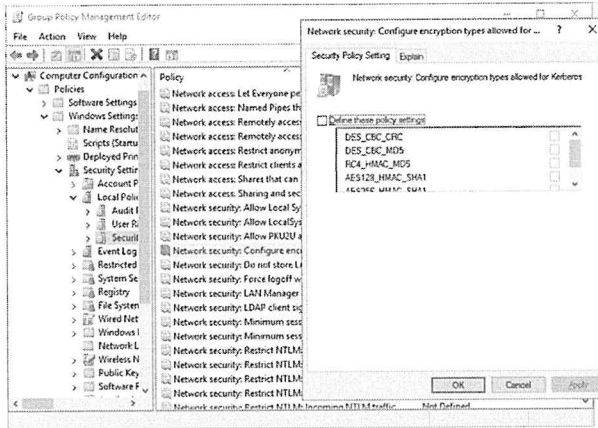 Group Policy Management Editor
File Action View Help
Computer Configuration
Policies
Software Settings
Windows Setting
Name Resolut
Scripts (Startu
Deployed Prin
Security Settin
Account P
Local Polic
Audit
User Ri
Securit
Event Log
Restricted
System Se
Registry
File System
Wired Net
Windows
Network L
Wireless N
Public Key
Software
Policy
Network access: Let Everyone pe
Network access: Named Pipes th
Network access: Remotely acces
Network access: Remotely acces
Network access: Restrict anonym
Network access: Restrict clients a
Network access: Shares that can
Network access: Sharing and sec
Network security: Allow Local Sy
Network security: Allow LocalSys
Network security: Allow PKU2U a
Network security: Configure enc
Network security: Do not store L
Network security: Force logoff w
Network security: LAN Manager
Network security: LDAP client sig
Network security: Minimum sess
Network security: Minimum sess
Network security: Restrict NTLM:
Network security: Restrict NTLM:
Network security: Restrict NTLM:
Network security: Restrict NTLM: Incoming NTLM traffic Not Defined
Network security: Configure encryption types allowed for ... ? X
Security Policy Setting Explain
Network security: Configure encryption types allowed for Kerberos
Define these policy settings
DES_CBC_CRC
DES_CBC_MD5
RC4_HMAC_MD5
AES128_HMAC_SHA1
AES256_HMAC_SHA1
OK Cancel Apply